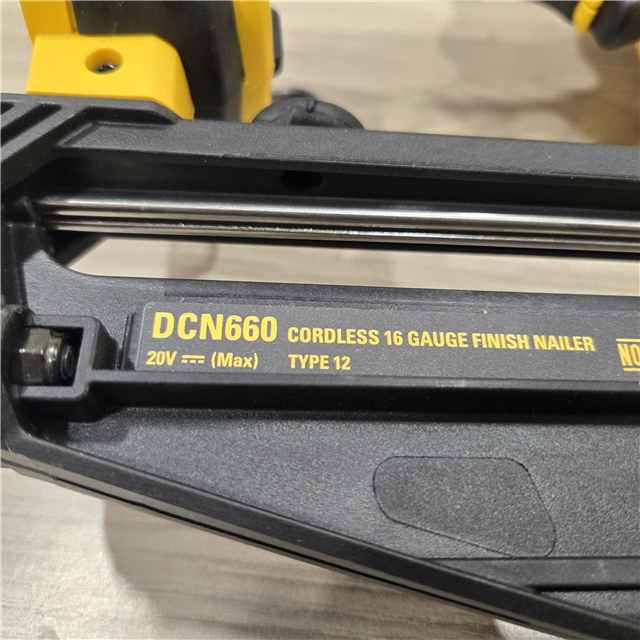 DCN660 CORDLESS 16 GAUGE FINISH NAILER
20V ⎓ (Max) TYPE 12